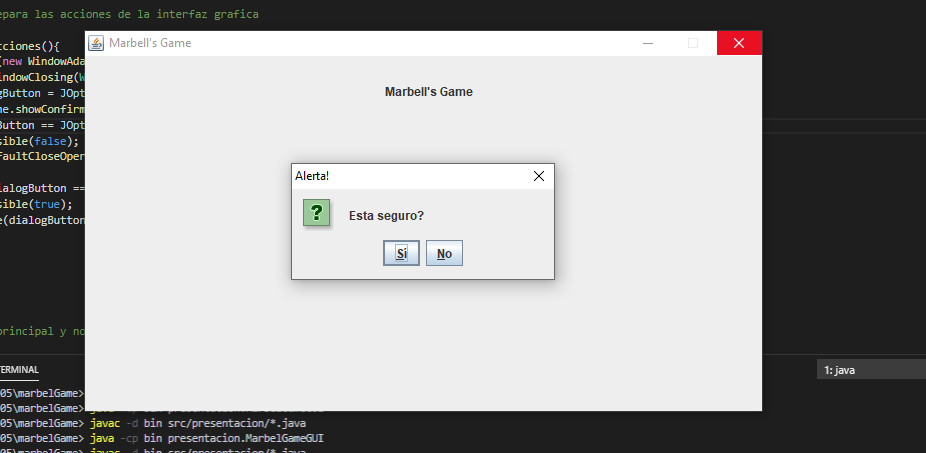 epara las acciones de la interfaz grafica
cciones(){
(new WindowAda
indowClosing(W
gButton = JOpt
ne.showConfirm
Button == JOpt
sible(false);
faultCloseOper
ialogButton ==
sible(true);
e(dialogButton
Marbell's Game
Marbell's Game
Alerta!
?
Esta seguro?
Sí
No
principal y no
TERMINAL
1: java
05\marbelGame>
05\marbelGame>
05\marbelGame> javac -d bin src/presentacion/*.java
05\marbelGame> java -cp bin presentacion.MarbelGameGUI
05\marbelGame> javac -d bin src/presentacion/*.java